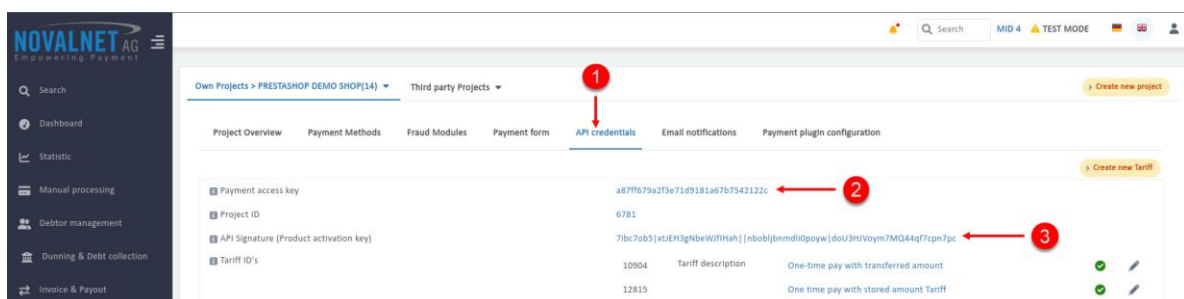 NOVALNET AG
Empowering Payment
Search
MID 4
TEST MODE
Search
Dashboard
Statistic
Manual processing
Debtor management
Dunning & Debt collection
Invoice & Payout
Own Projects > PRESTASHOP DEMO SHOP(14)
Third party Projects
1
Create new project
Project Overview
Payment Methods
Fraud Modules
Payment form
API credentials
Email notifications
Payment plugin configuration
Create new Tariff
Payment access key
a87ff679a2f3e71d9181a67b7542122c
2
Project ID
6781
API Signature (Product activation key)
7ibc7ob5|xtJEH3gNbeWJfIHah||nbobljbnmdli0poyw|doU3HJVoym7MQ44qf7cpn7pc
3
Tariff ID's
10904
Tariff description
One-time pay with transferred amount
12815
One time pay with stored amount Tariff